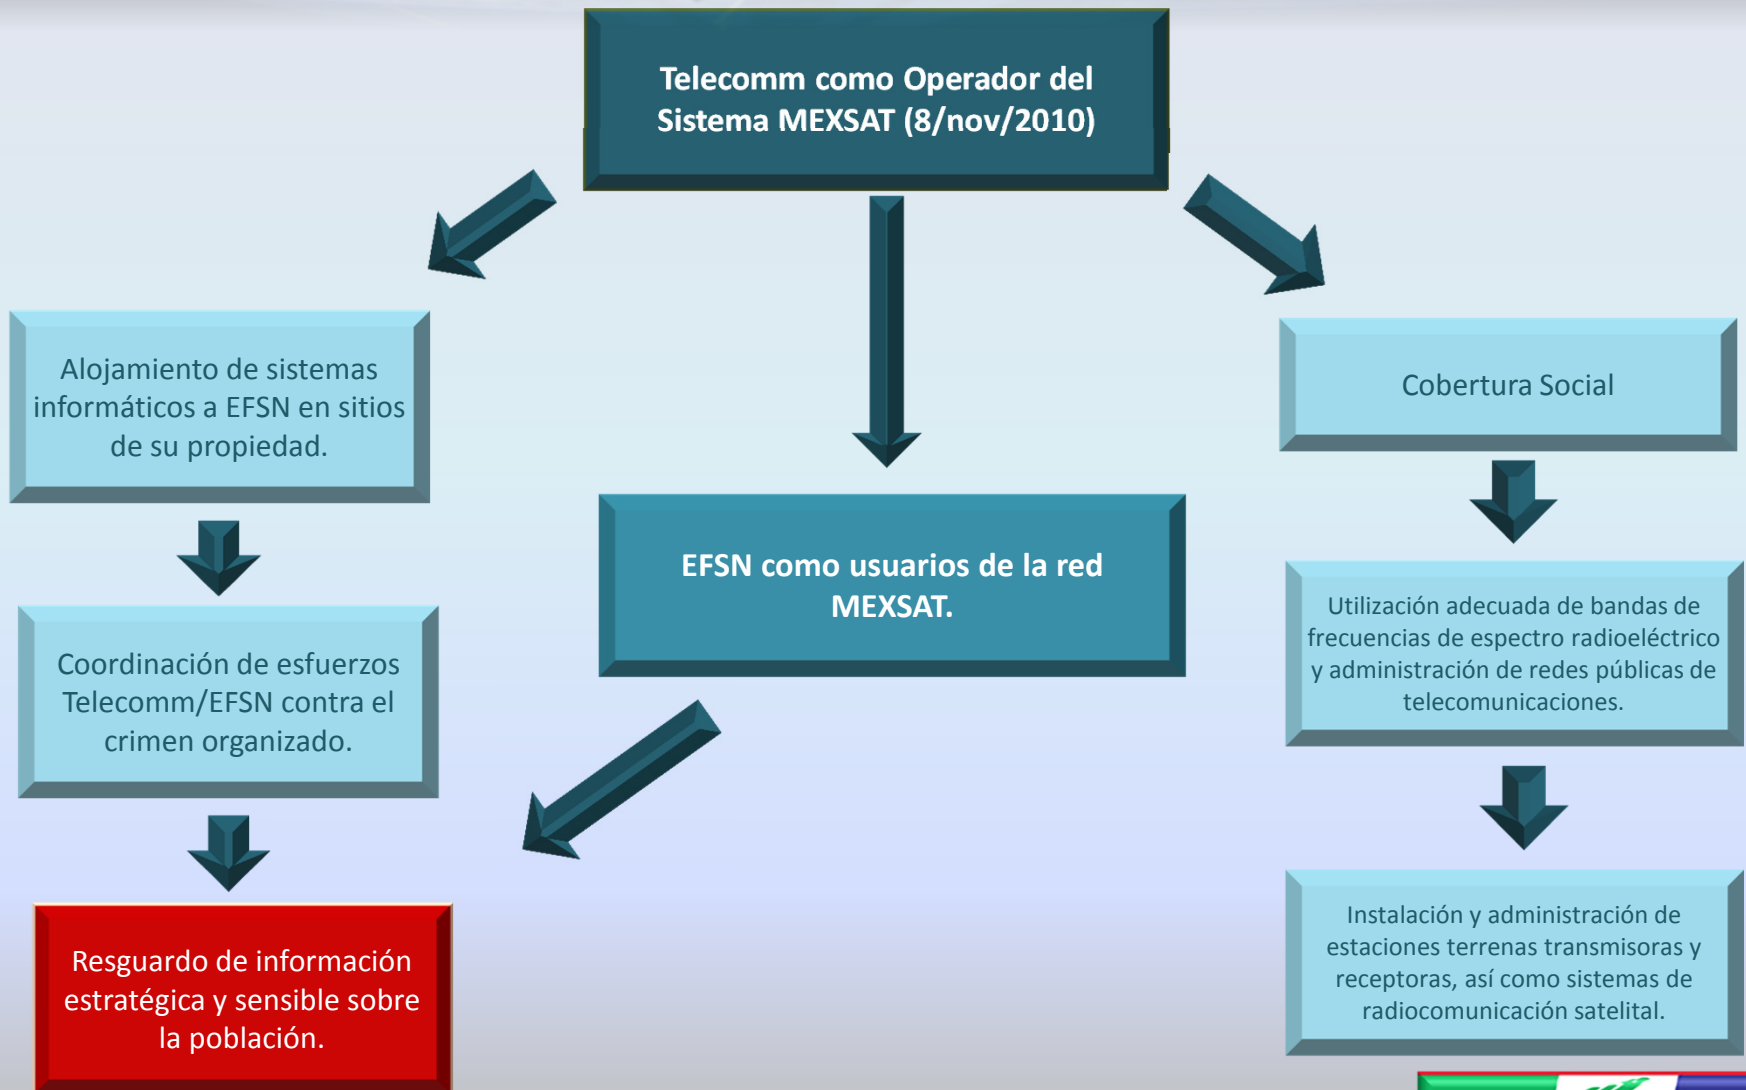 Telecomm como Operador del
Sistema MEXSAT (8/nov/2010)
Alojamiento de sistemas
informáticos a EFSN en sitios
de su propiedad.
Coordinación de esfuerzos
Telecomm/EFSN contra el
crimen organizado.
Resguardo de información
estratégica y sensible sobre
la población.
EFSN como usuarios de la red
MEXSAT.
Cobertura Social
Utilización adecuada de bandas de
frecuencias de espectro radioeléctrico
y administración de redes públicas de
telecomunicaciones.
Instalación y administración de
estaciones terrenas transmisoras y
receptoras, así como sistemas de
radiocomunicación satelital.